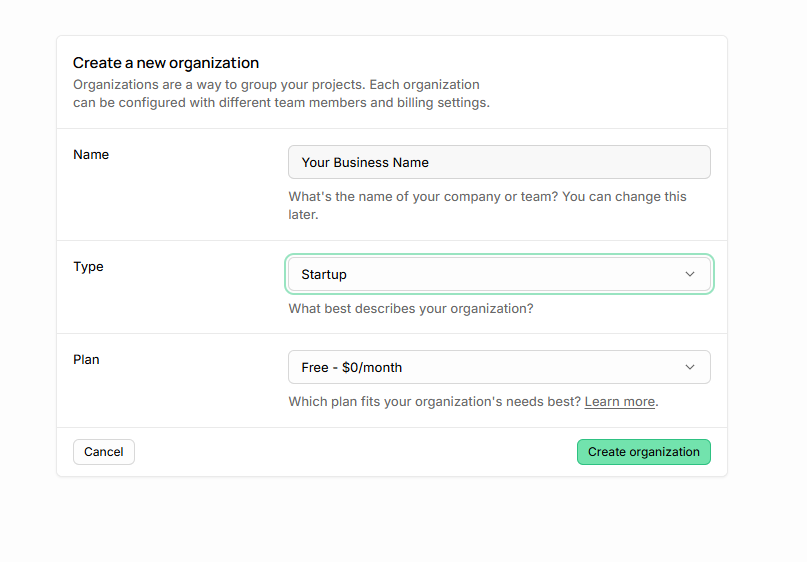 Create a new organization
Organizations are a way to group your projects. Each organization
can be configured with different team members and billing settings.
Name
Your Business Name
What's the name of your company or team? You can change this
later.
Type
Startup
What best describes your organization?
Plan
Free - $0/month
Which plan fits your organization's needs best? Learn more.
Cancel
Create organization